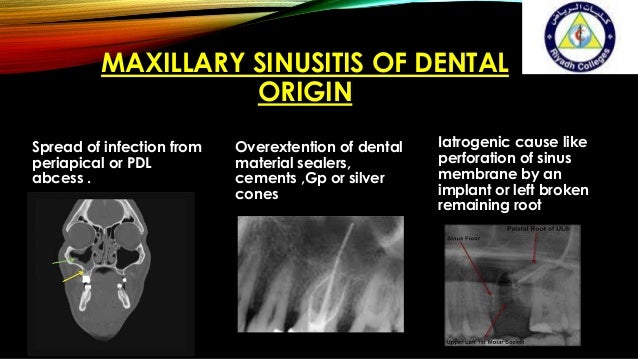 MAXILLARY SINUSITIS OF DENTAL
ORIGIN
كليات الرياض
Riyadh Colleges
Spread of infection from
periapical or PDL
abcess .
Overextention of dental
material sealers,
cements ,Gp or silver
cones
Iatrogenic cause like
perforation of sinus
membrane by an
implant or left broken
remaining root
Palatal Root of UL6
Sinus Floor
Upper Left 1st Molar Socket